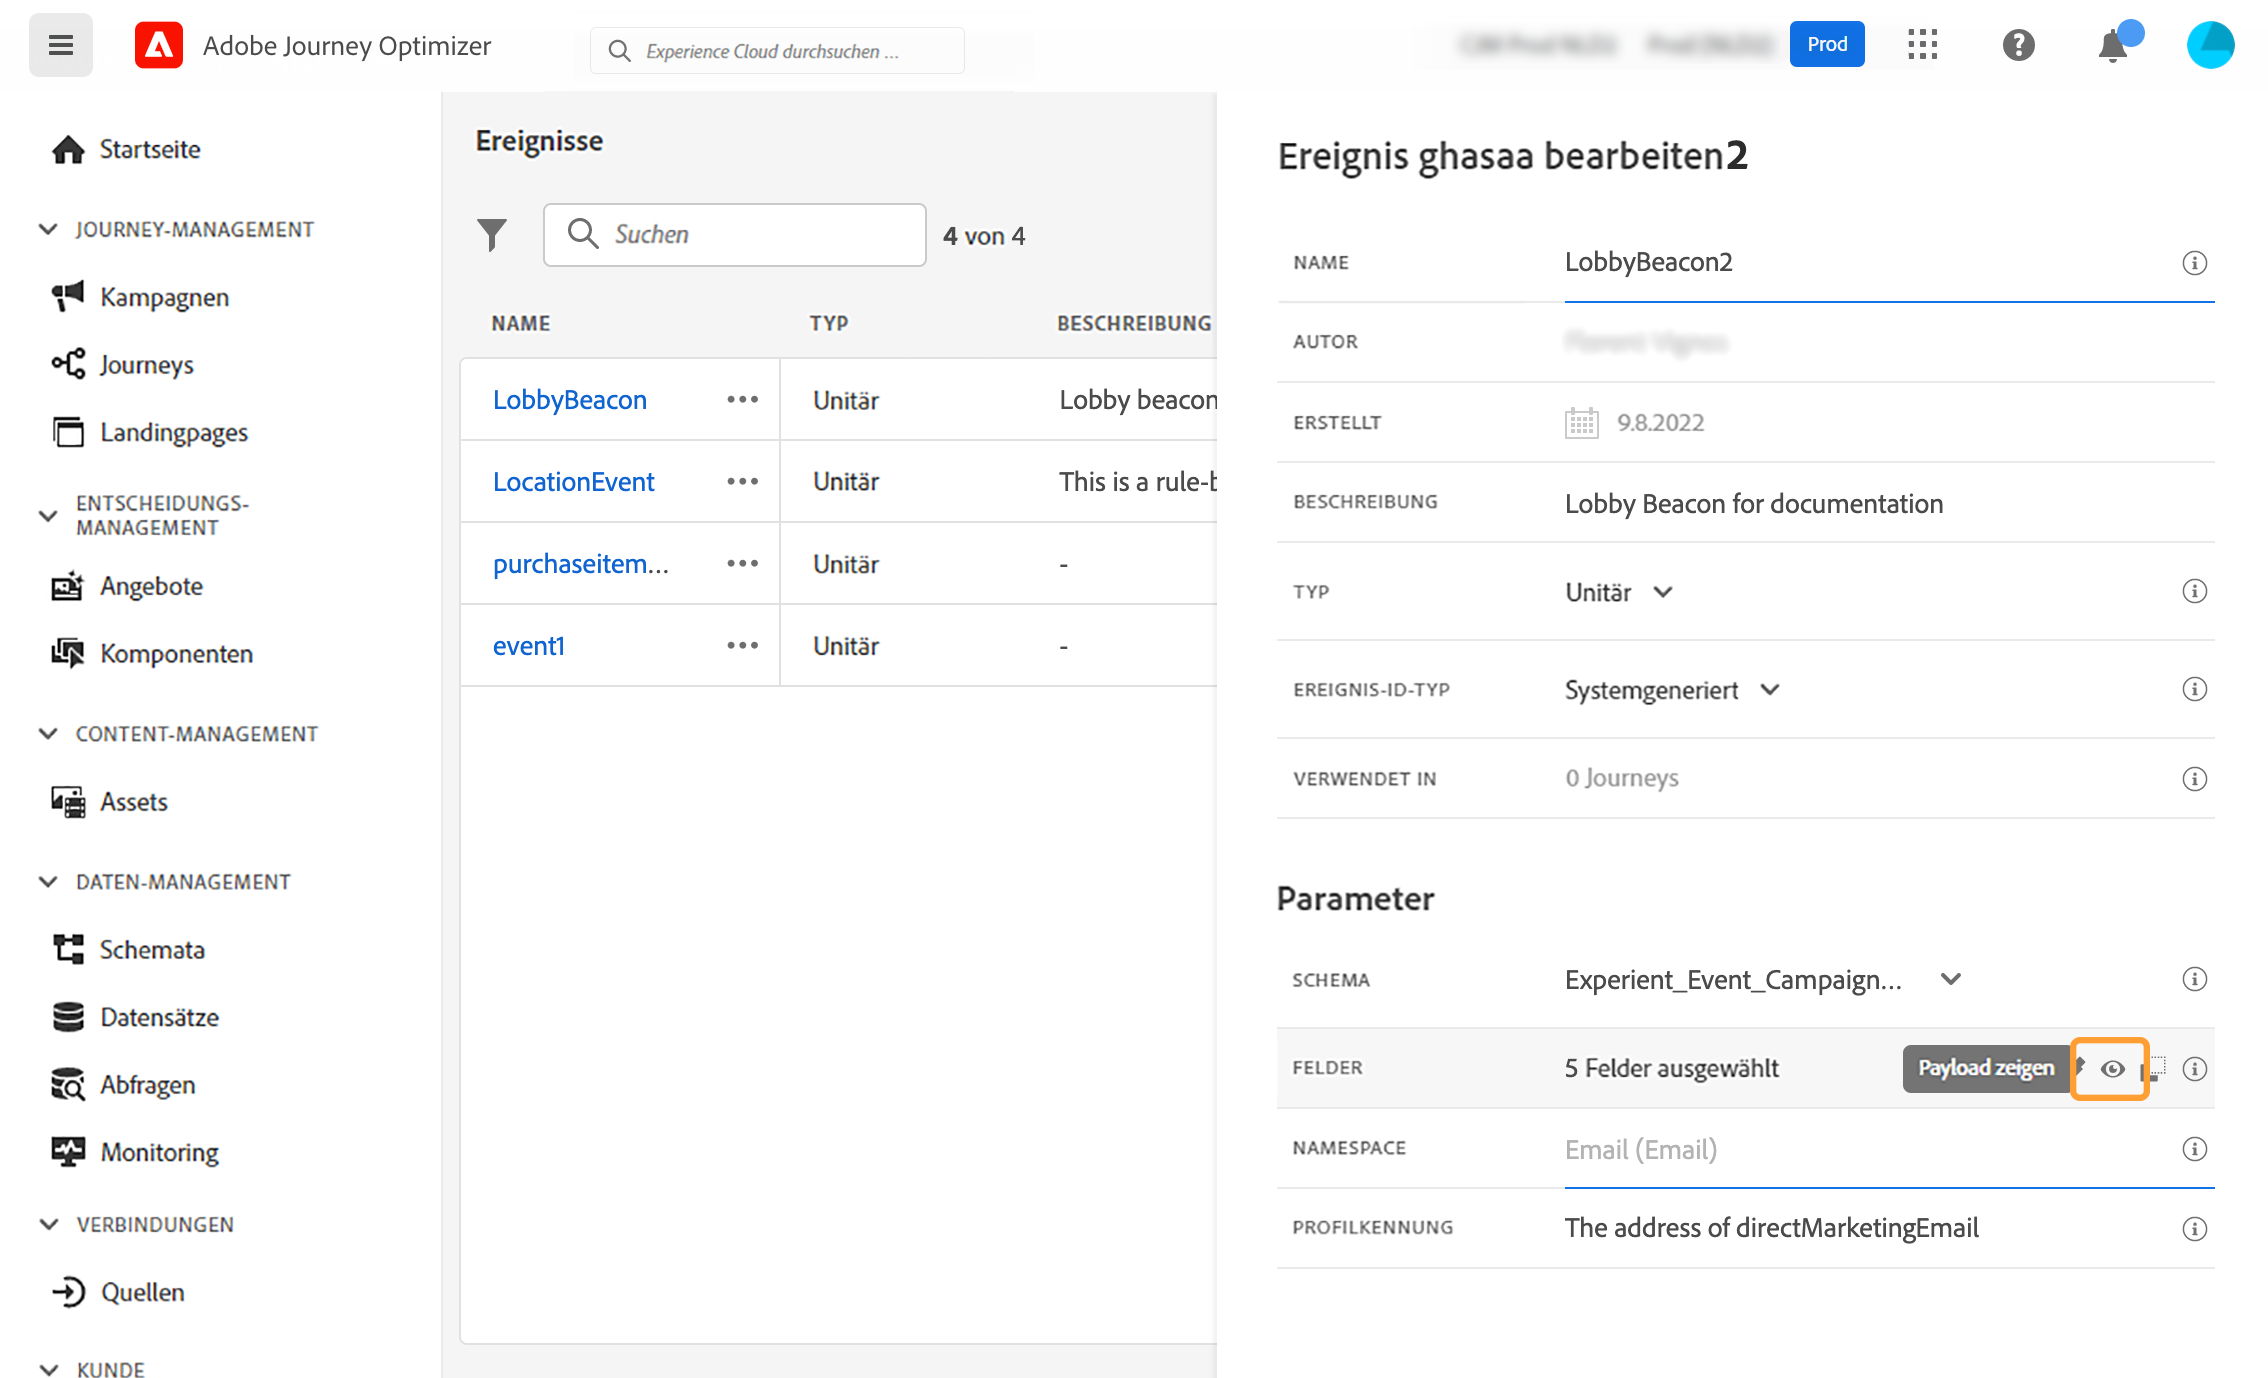 Adobe Journey Optimizer
Experience Cloud durchsuchen ...
Prod
Startseite
JOURNEY-MANAGEMENT
Kampagnen
Journeys
Landingpages
ENTSCHEIDUNGS-
MANAGEMENT
Angebote
Komponenten
CONTENT-MANAGEMENT
Assets
DATEN-MANAGEMENT
Schemata
Datensätze
Abfragen
Monitoring
VERBINDUNGEN
Quellen
KUNDE
Ereignisse
Suchen
4 von 4
NAME TYP BESCHREIBUNG
LobbyBeacon ••• Unitär Lobby beacon
LocationEvent ••• Unitär This is a rule-b
purchaseitem... ••• Unitär -
event1 ••• Unitär -
Ereignis ghasaa bearbeiten2
NAME LobbyBeacon2
AUTOR
ERSTELLT 9.8.2022
BESCHREIBUNG Lobby Beacon for documentation
TYP Unitär
EREIGNIS-ID-TYP Systemgeneriert
VERWENDET IN 0 Journeys
Parameter
SCHEMA Experient_Event_Campaign...
FELDER 5 Felder ausgewählt Payload zeigen
NAMESPACE Email (Email)
PROFILKENNUNG The address of directMarketingEmail